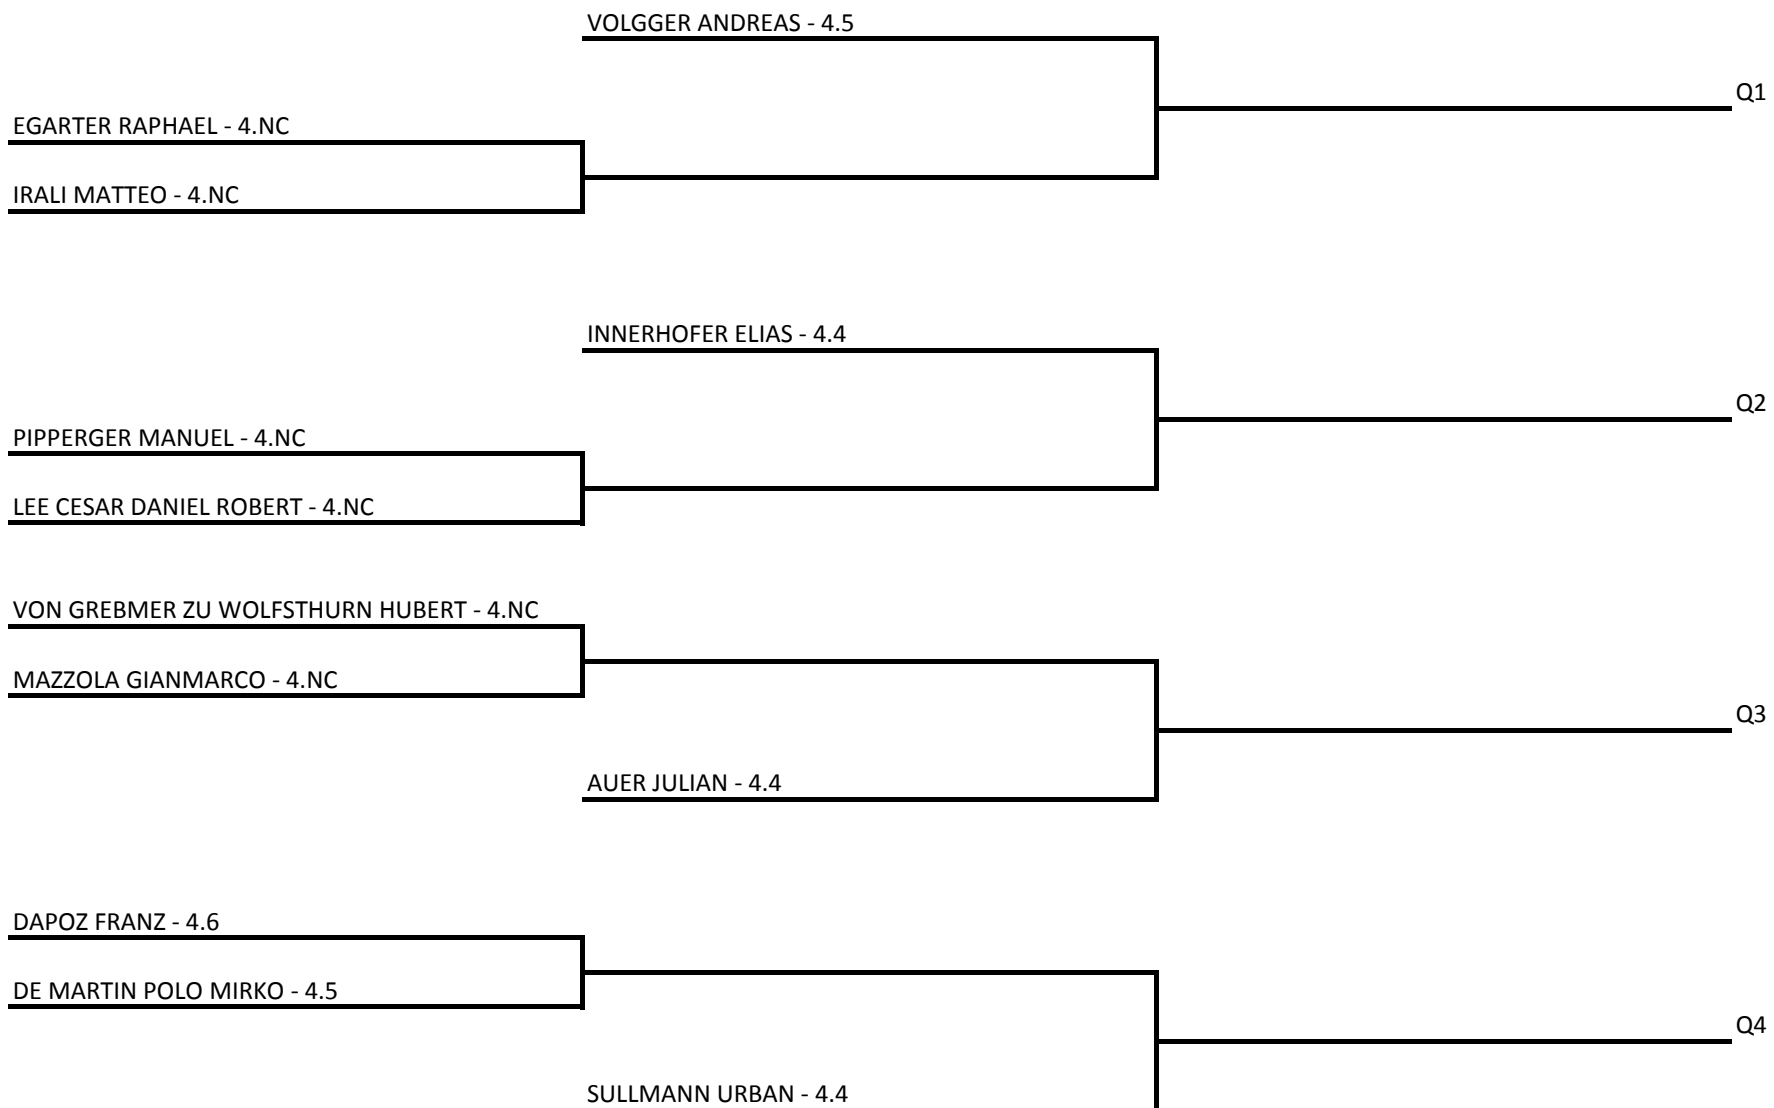 VOLGGER ANDREAS - 4.5
Q1
EGARTER RAPHAEL - 4.NC
IRALI MATTEO - 4.NC
INNERHOFER ELIAS - 4.4
Q2
PIPPERGER MANUEL - 4.NC
LEE CESAR DANIEL ROBERT - 4.NC
VON GREBMER ZU WOLFSTHURN HUBERT - 4.NC
MAZZOLA GIANMARCO - 4.NC
Q3
AUER JULIAN - 4.4
DAPOZ FRANZ - 4.6
DE MARTIN POLO MIRKO - 4.5
Q4
SULLMANN URBAN - 4.4